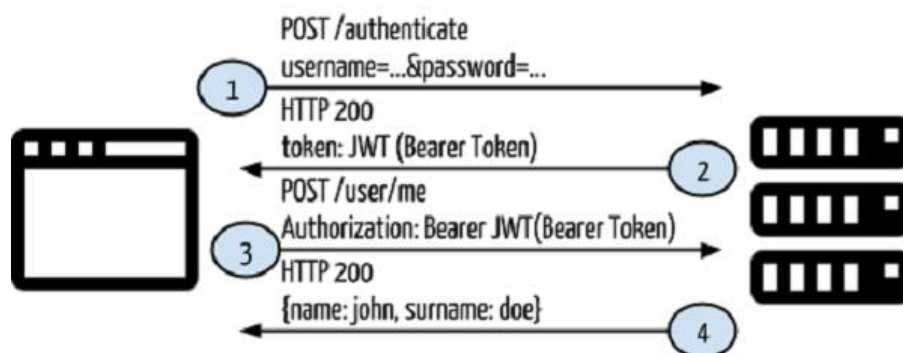 POST /authenticate
username=...&password=...
1
HTTP 200
token: JWT (Bearer Token)
2
POST /user/me
Authorization: Bearer JWT(Bearer Token)
3
HTTP 200
{name: john, surname: doe}
4